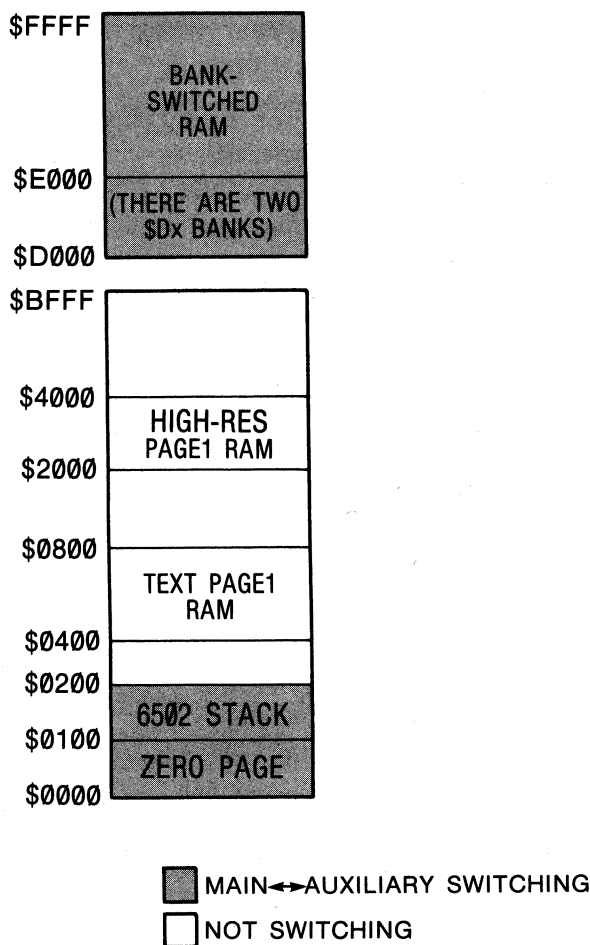 $FFFF
BANK-
SWITCHED
RAM
$E000
(THERE ARE TWO
$Dx BANKS)
$D000
$BFFF
$4000
HIGH-RES
PAGE1 RAM
$2000
$0800
TEXT PAGE1
RAM
$0400
$0200
6502 STACK
$0100
ZERO PAGE
$0000
MAIN↔AUXILIARY SWITCHING
NOT SWITCHING